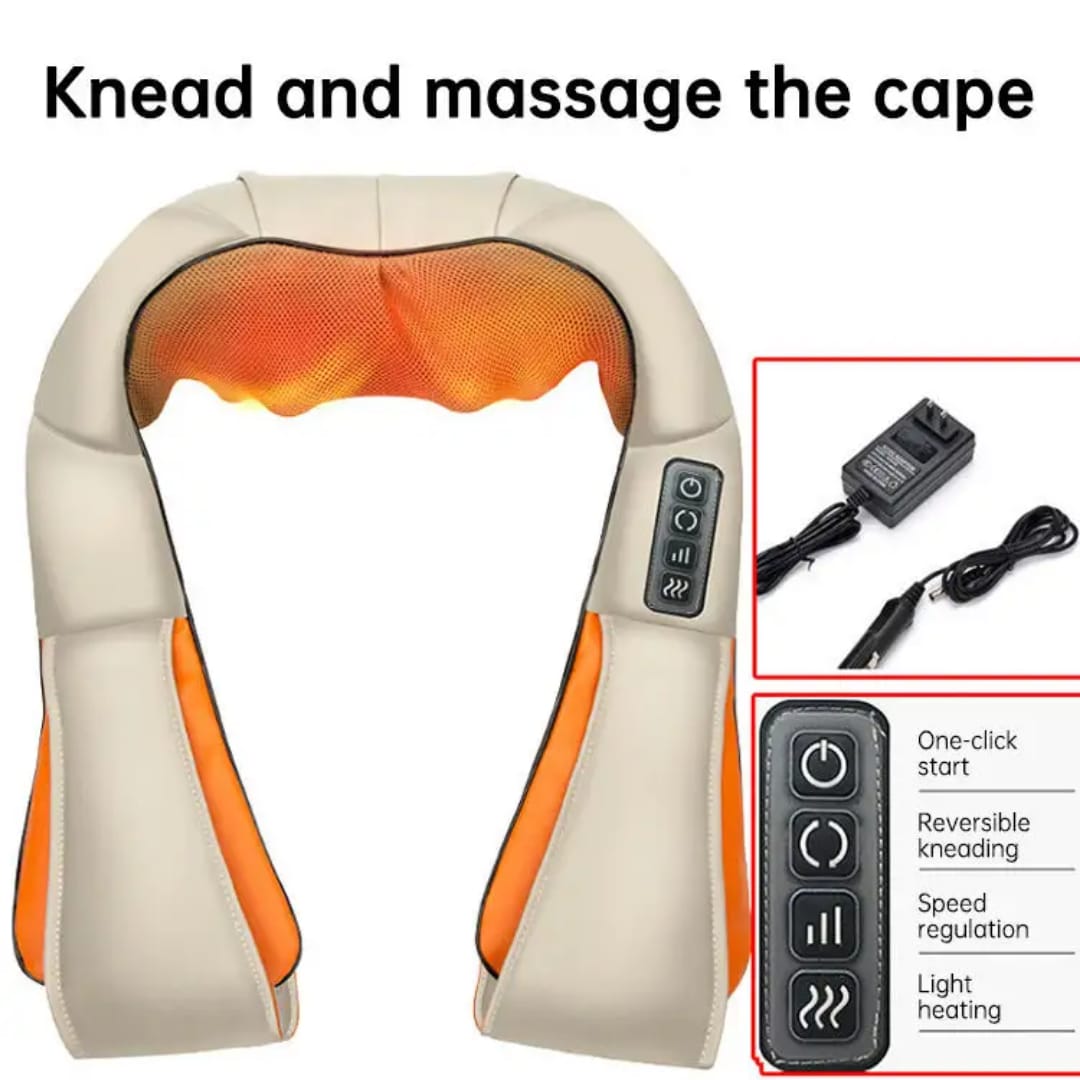 Knead and massage the cape
One-click
start
Reversible
kneading
Speed
regulation
Light
heating